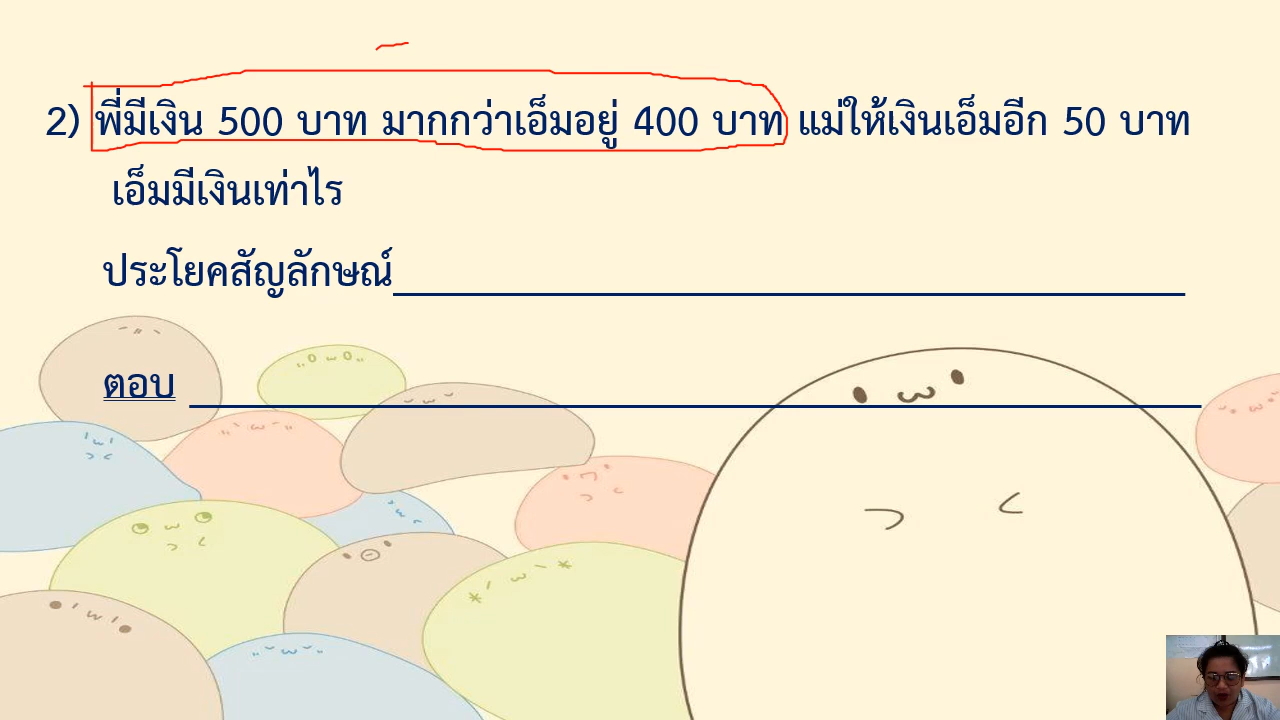 2) พี่มีเงิน 500 บาท มากกว่าเอ็มอยู่ 400 บาท แม่ให้เงินเอ็มอีก 50 บาท
เอ็มมีเงินเท่าไร
ประโยคสัญลักษณ์
ตอบ